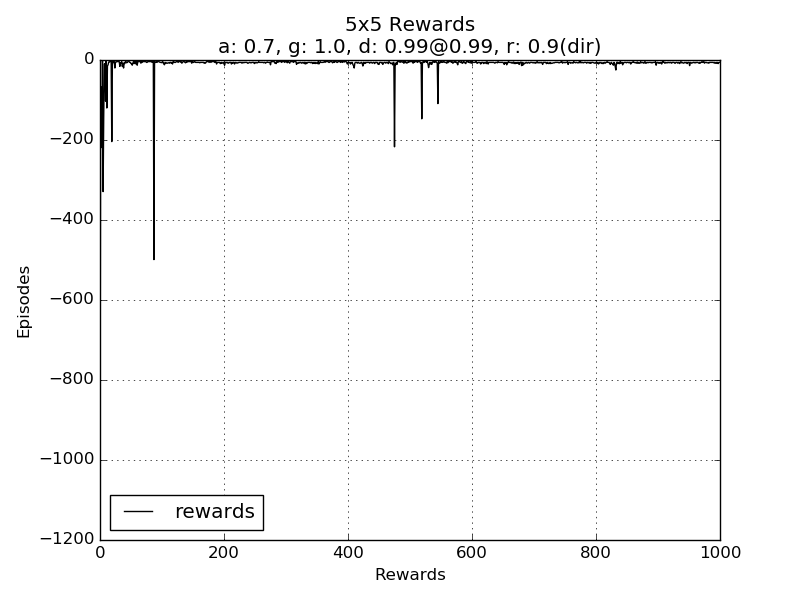 5x5 Rewards
a: 0.7, g: 1.0, d: 0.99@0.99, r: 0.9(dir)
0
−200
−400
−600
−800
−1000
−1200
Episodes
rewards
0 200 400 600 800 1000
Rewards